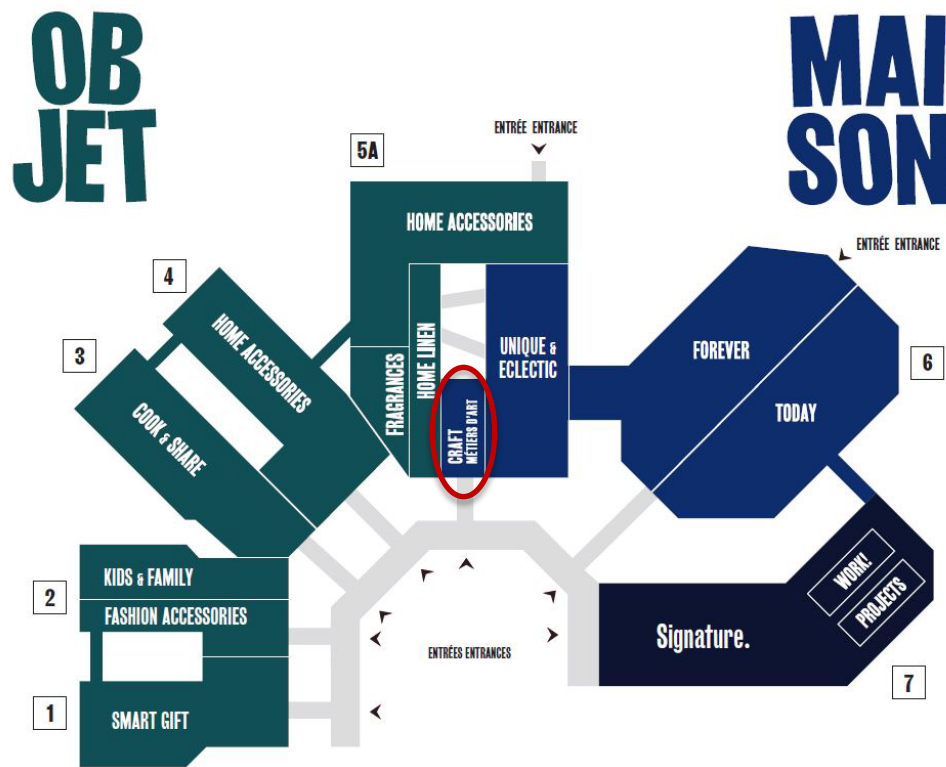 OB
JET
MAI
SON
ENTRÉE ENTRANCE
5A
HOME ACCESSORIES
ENTRÉE ENTRANCE
4
HOME ACCESSORIES
3
COOK & SHARE
FRAGRANCES
HOME LINEN
CRAFT
MÉTIERS D'ART
UNIQUE &
ECLECTIC
FOREVER
TODAY
6
2
KIDS & FAMILY
FASHION ACCESSORIES
1
SMART GIFT
ENTRÉES ENTRANCES
Signature.
WORK!
PROJECTS
7